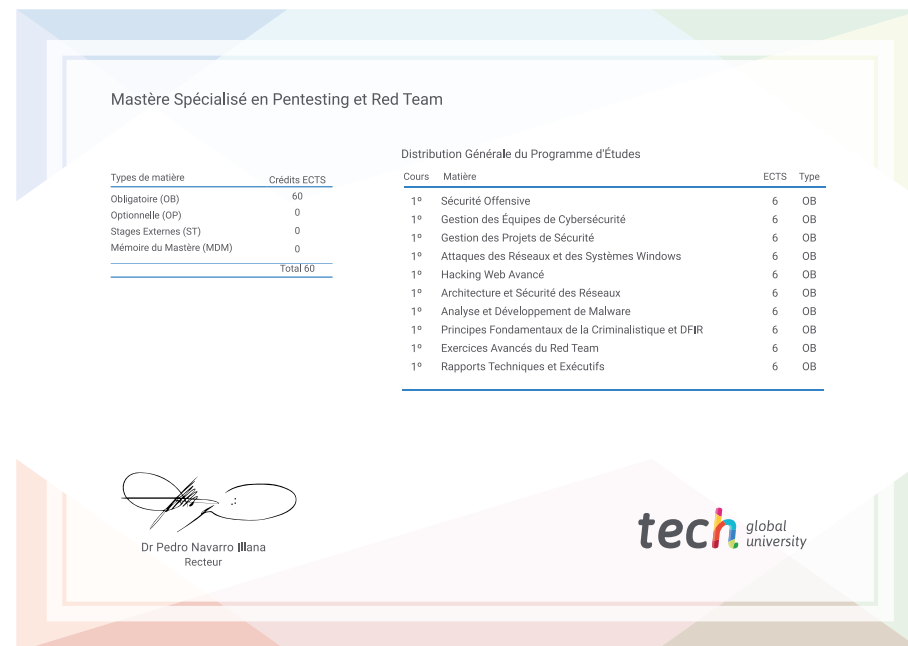 Mastère Spécialisé en Pentesting et Red Team
Types de matière Crédits ECTS
Obligatoire (OB) 60
Optionnelle (OP) 0
Stages Externes (ST) 0
Mémoire du Mastère (MDM) 0
Total 60
Distribution Générale du Programme d'Études
Cours Matière ECTS Type
1º Sécurité Offensive 6 OB
1º Gestion des Équipes de Cybersécurité 6 OB
1º Gestion des Projets de Sécurité 6 OB
1º Attaques des Réseaux et des Systèmes Windows 6 OB
1º Hacking Web Avancé 6 OB
1º Architecture et Sécurité des Réseaux 6 OB
1º Analyse et Développement de Malware 6 OB
1º Principes Fondamentaux de la Criminalistique et DFIR 6 OB
1º Exercices Avancés du Red Team 6 OB
1º Rapports Techniques et Exécutifs 6 OB
Dr Pedro Navarro Illana
Recteur
tech global
university